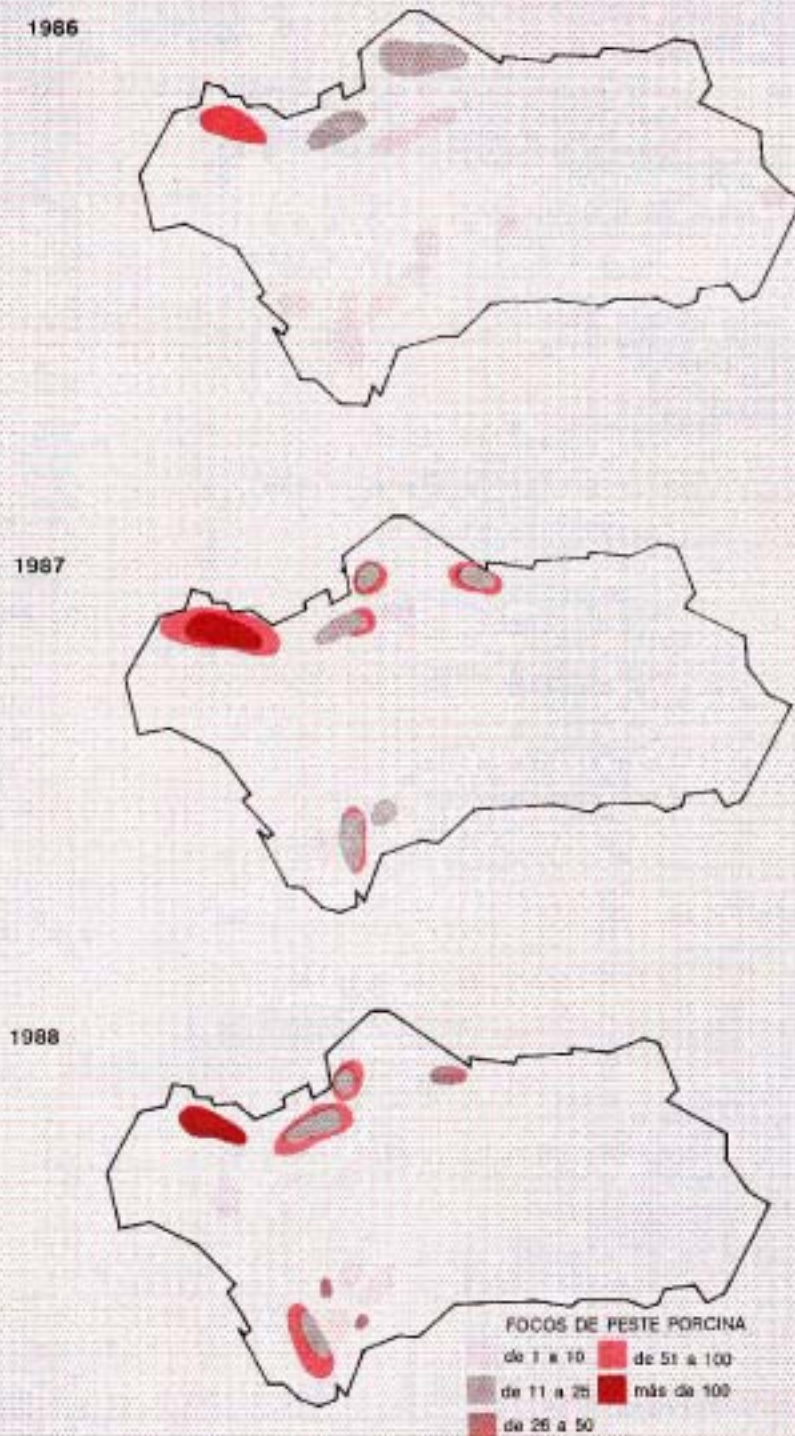 1986
1987
1988
FOCOS DE PESTE PORCINA
de 1 a 10
de 51 a 100
de 11 a 25
más de 100
de 26 a 50